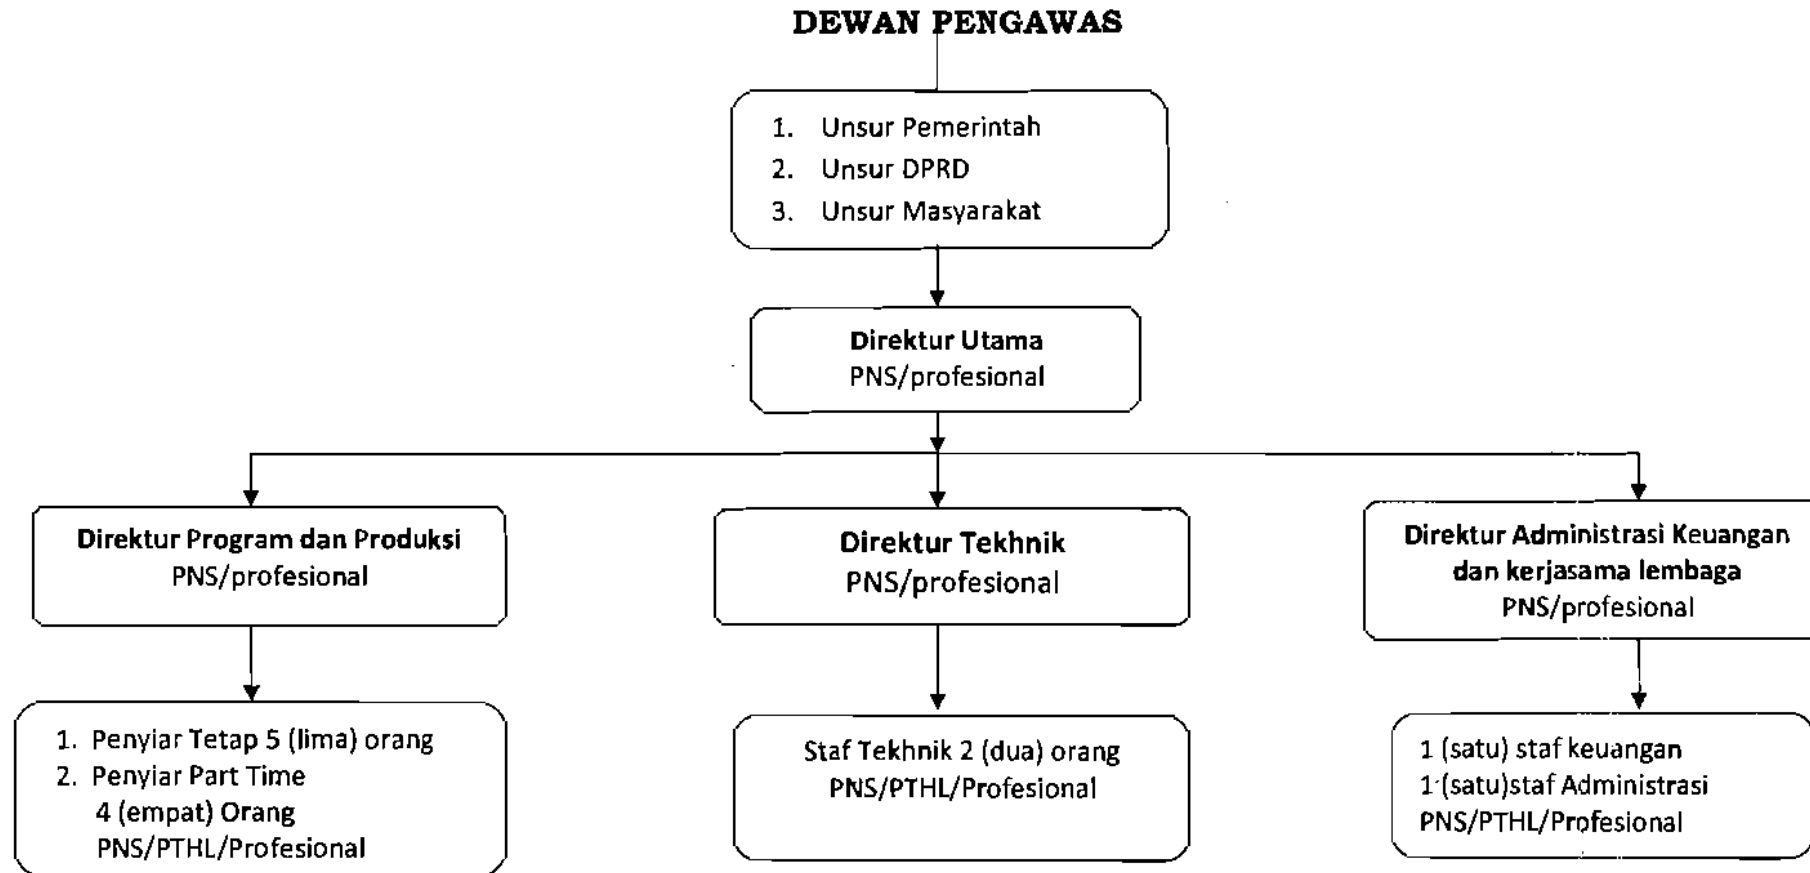 DEWAN PENGAWAS
1. Unsur Pemerintah
2. Unsur DPRD
3. Unsur Masyarakat
Direktur Utama
PNS/profesional
Direktur Program dan Produksi
PNS/profesional
Direktur Tekhnik
PNS/profesional
Direktur Administrasi Keuangan
dan kerjasama lembaga
PNS/profesional
1. Penyiar Tetap 5 (lima) orang
2. Penyiar Part Time
4 (empat) Orang
PNS/PTHL/Profesional
Staf Tekhnik 2 (dua) orang
PNS/PTHL/Profesional
1 (satu) staf keuangan
1 (satu)staf Administrasi
PNS/PTHL/Profesional